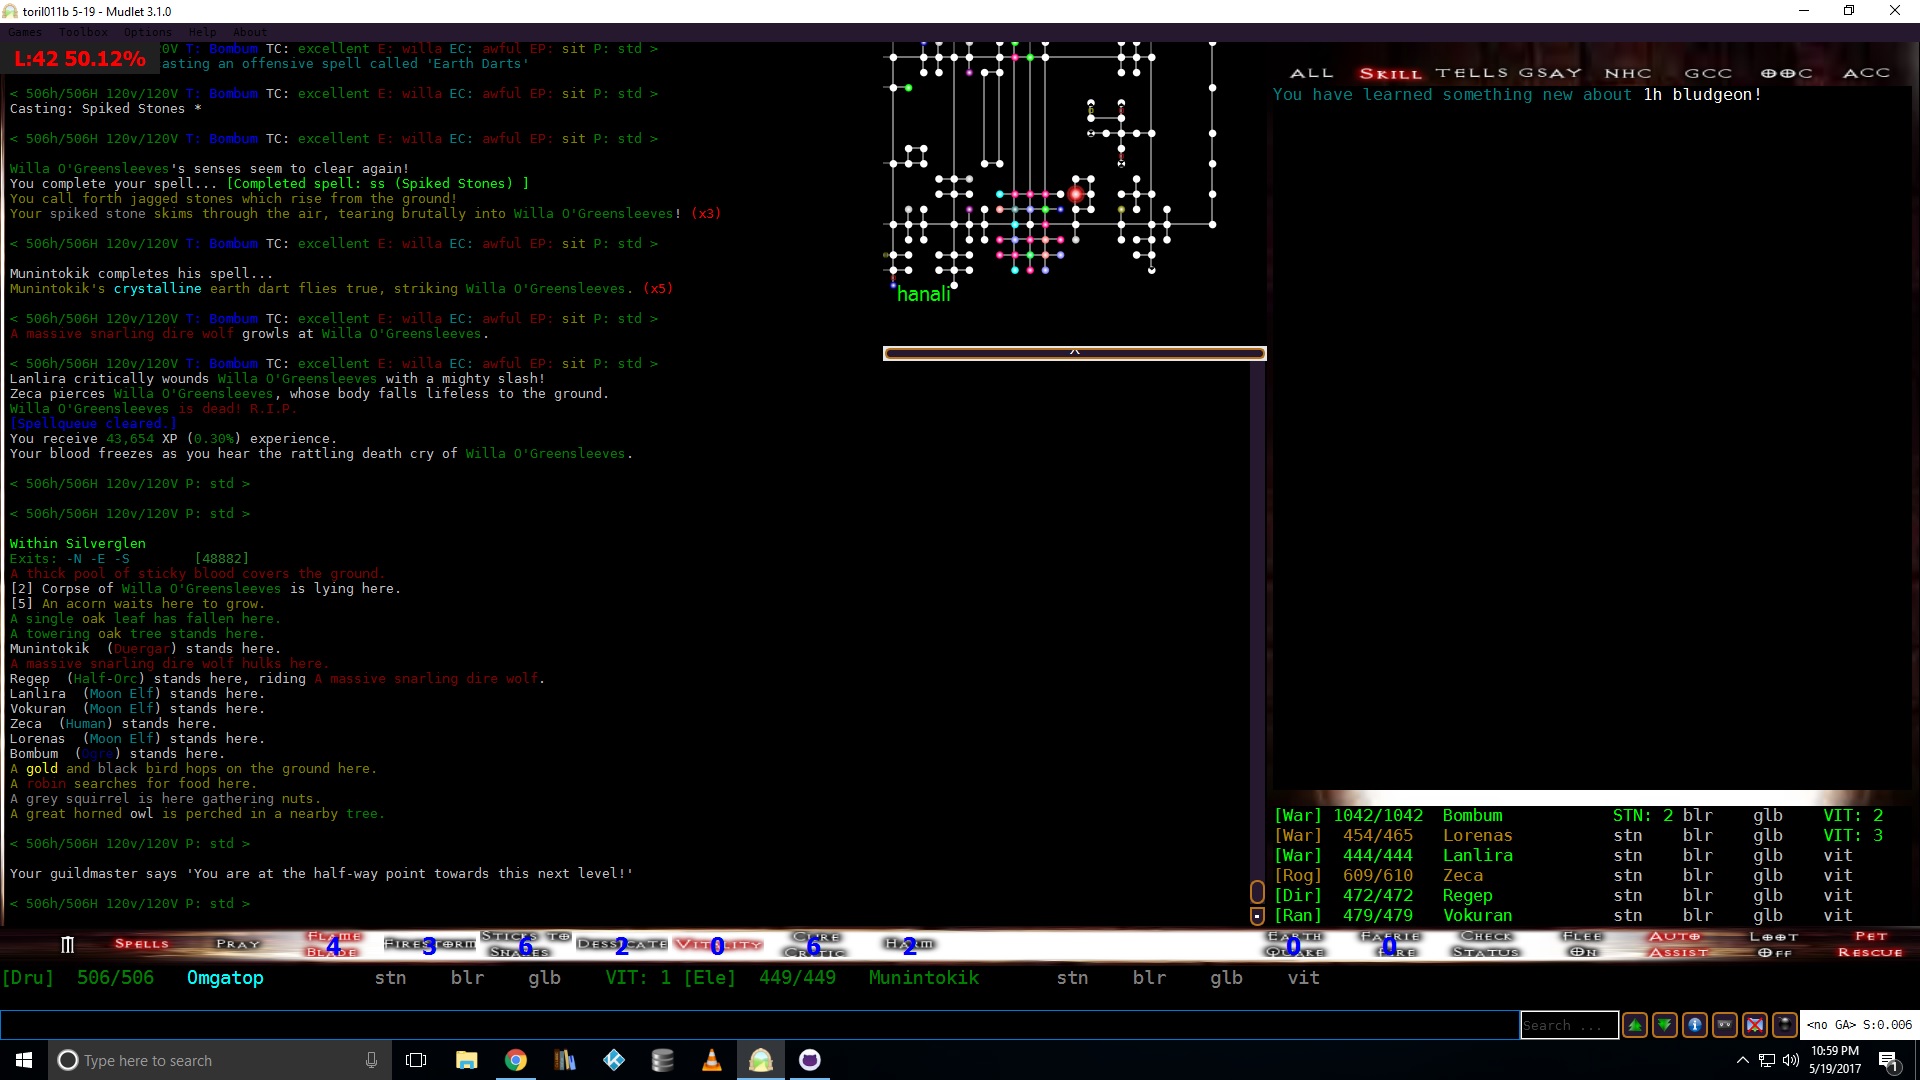 toril011b 5-19 - Mudlet 3.1.0
Games Toolbox Options Help About
L:42 50.12%
20V T: Bombum TC: excellent E: willa EC: awful EP: sit P: std >
asting an offensive spell called 'Earth Darts'
< 506h/506H 120v/120V T: Bombum TC: excellent E: willa EC: awful EP: sit P: std >
Casting: Spiked Stones *
< 506h/506H 120v/120V T: Bombum TC: excellent E: willa EC: awful EP: sit P: std >
Willa O'Greensleeves's senses seem to clear again!
You complete your spell... [Completed spell: ss (Spiked Stones) ]
You call forth jagged stones which rise from the ground!
Your spiked stone skims through the air, tearing brutally into Willa O'Greensleeves! (x3)
< 506h/506H 120v/120V T: Bombum TC: excellent E: willa EC: awful EP: sit P: std >
Munintokik completes his spell...
Munintokik's crystalline earth dart flies true, striking Willa O'Greensleeves. (x5)
< 506h/506H 120v/120V T: Bombum TC: excellent E: willa EC: awful EP: sit P: std >
A massive snarling dire wolf growls at Willa O'Greensleeves.
< 506h/506H 120v/120V T: Bombum TC: excellent E: willa EC: awful EP: sit P: std >
Lanlira critically wounds Willa O'Greensleeves with a mighty slash!
Zeca pierces Willa O'Greensleeves, whose body falls lifeless to the ground.
Willa O'Greensleeves is dead! R.I.P.
[Spellqueue cleared.]
You receive 43,654 XP (0.30%) experience.
Your blood freezes as you hear the rattling death cry of Willa O'Greensleeves.
< 506h/506H 120v/120V P: std >
< 506h/506H 120v/120V P: std >
Within Silverglen
Exits: -N -E -S [48882]
A thick pool of sticky blood covers the ground.
[2] Corpse of Willa O'Greensleeves is lying here.
[5] An acorn waits here to grow.
A single oak leaf has fallen here.
A towering oak tree stands here.
Munintokik (Duergar) stands here.
A massive snarling dire wolf hulks here.
Regep (Half-Orc) stands here, riding A massive snarling dire wolf.
Lanlira (Moon Elf) stands here.
Vokuran (Moon Elf) stands here.
Zeca (Human) stands here.
Lorenas (Moon Elf) stands here.
Bombum (Ogre) stands here.
A gold and black bird hops on the ground here.
A robin searches for food here.
A grey squirrel is here gathering nuts.
A great horned owl is perched in a nearby tree.
< 506h/506H 120v/120V P: std >
Your guildmaster says 'You are at the half-way point towards this next level!'
< 506h/506H 120v/120V P: std >
hanali
ALL SKILL TELLS GSAY NHC GCC OOC ACC
You have learned something new about 1h bludgeon!
[War] 1042/1042 Bombum STN: 2 blr glb VIT: 2
[War] 454/465 Lorenas stn blr glb VIT: 3
[War] 444/444 Lanlira stn blr glb vit
[Rog] 609/610 Zeca stn blr glb vit
[Dir] 472/472 Regep stn blr glb vit
[Ran] 479/479 Vokuran stn blr glb vit
SPELLS PRAY FLAME BLADE 4 FIRESTORM 3 STICKS TO SNAKES 6 DESSICATE 2 VITALITY 0 CURE CRITIC 6 HARM 2 EARTH QUAKE 0 FAERIE FIRE 0 CHECK STATUS FLEE ON AUTO ASSIST LOOT OFF PET RESCUE
[Dru] 506/506 Omgatop stn blr glb VIT: 1 [Ele] 449/449 Munintokik stn blr glb vit
Search ...
<no GA> S:0.006
Type here to search
10:59 PM
5/19/2017
1